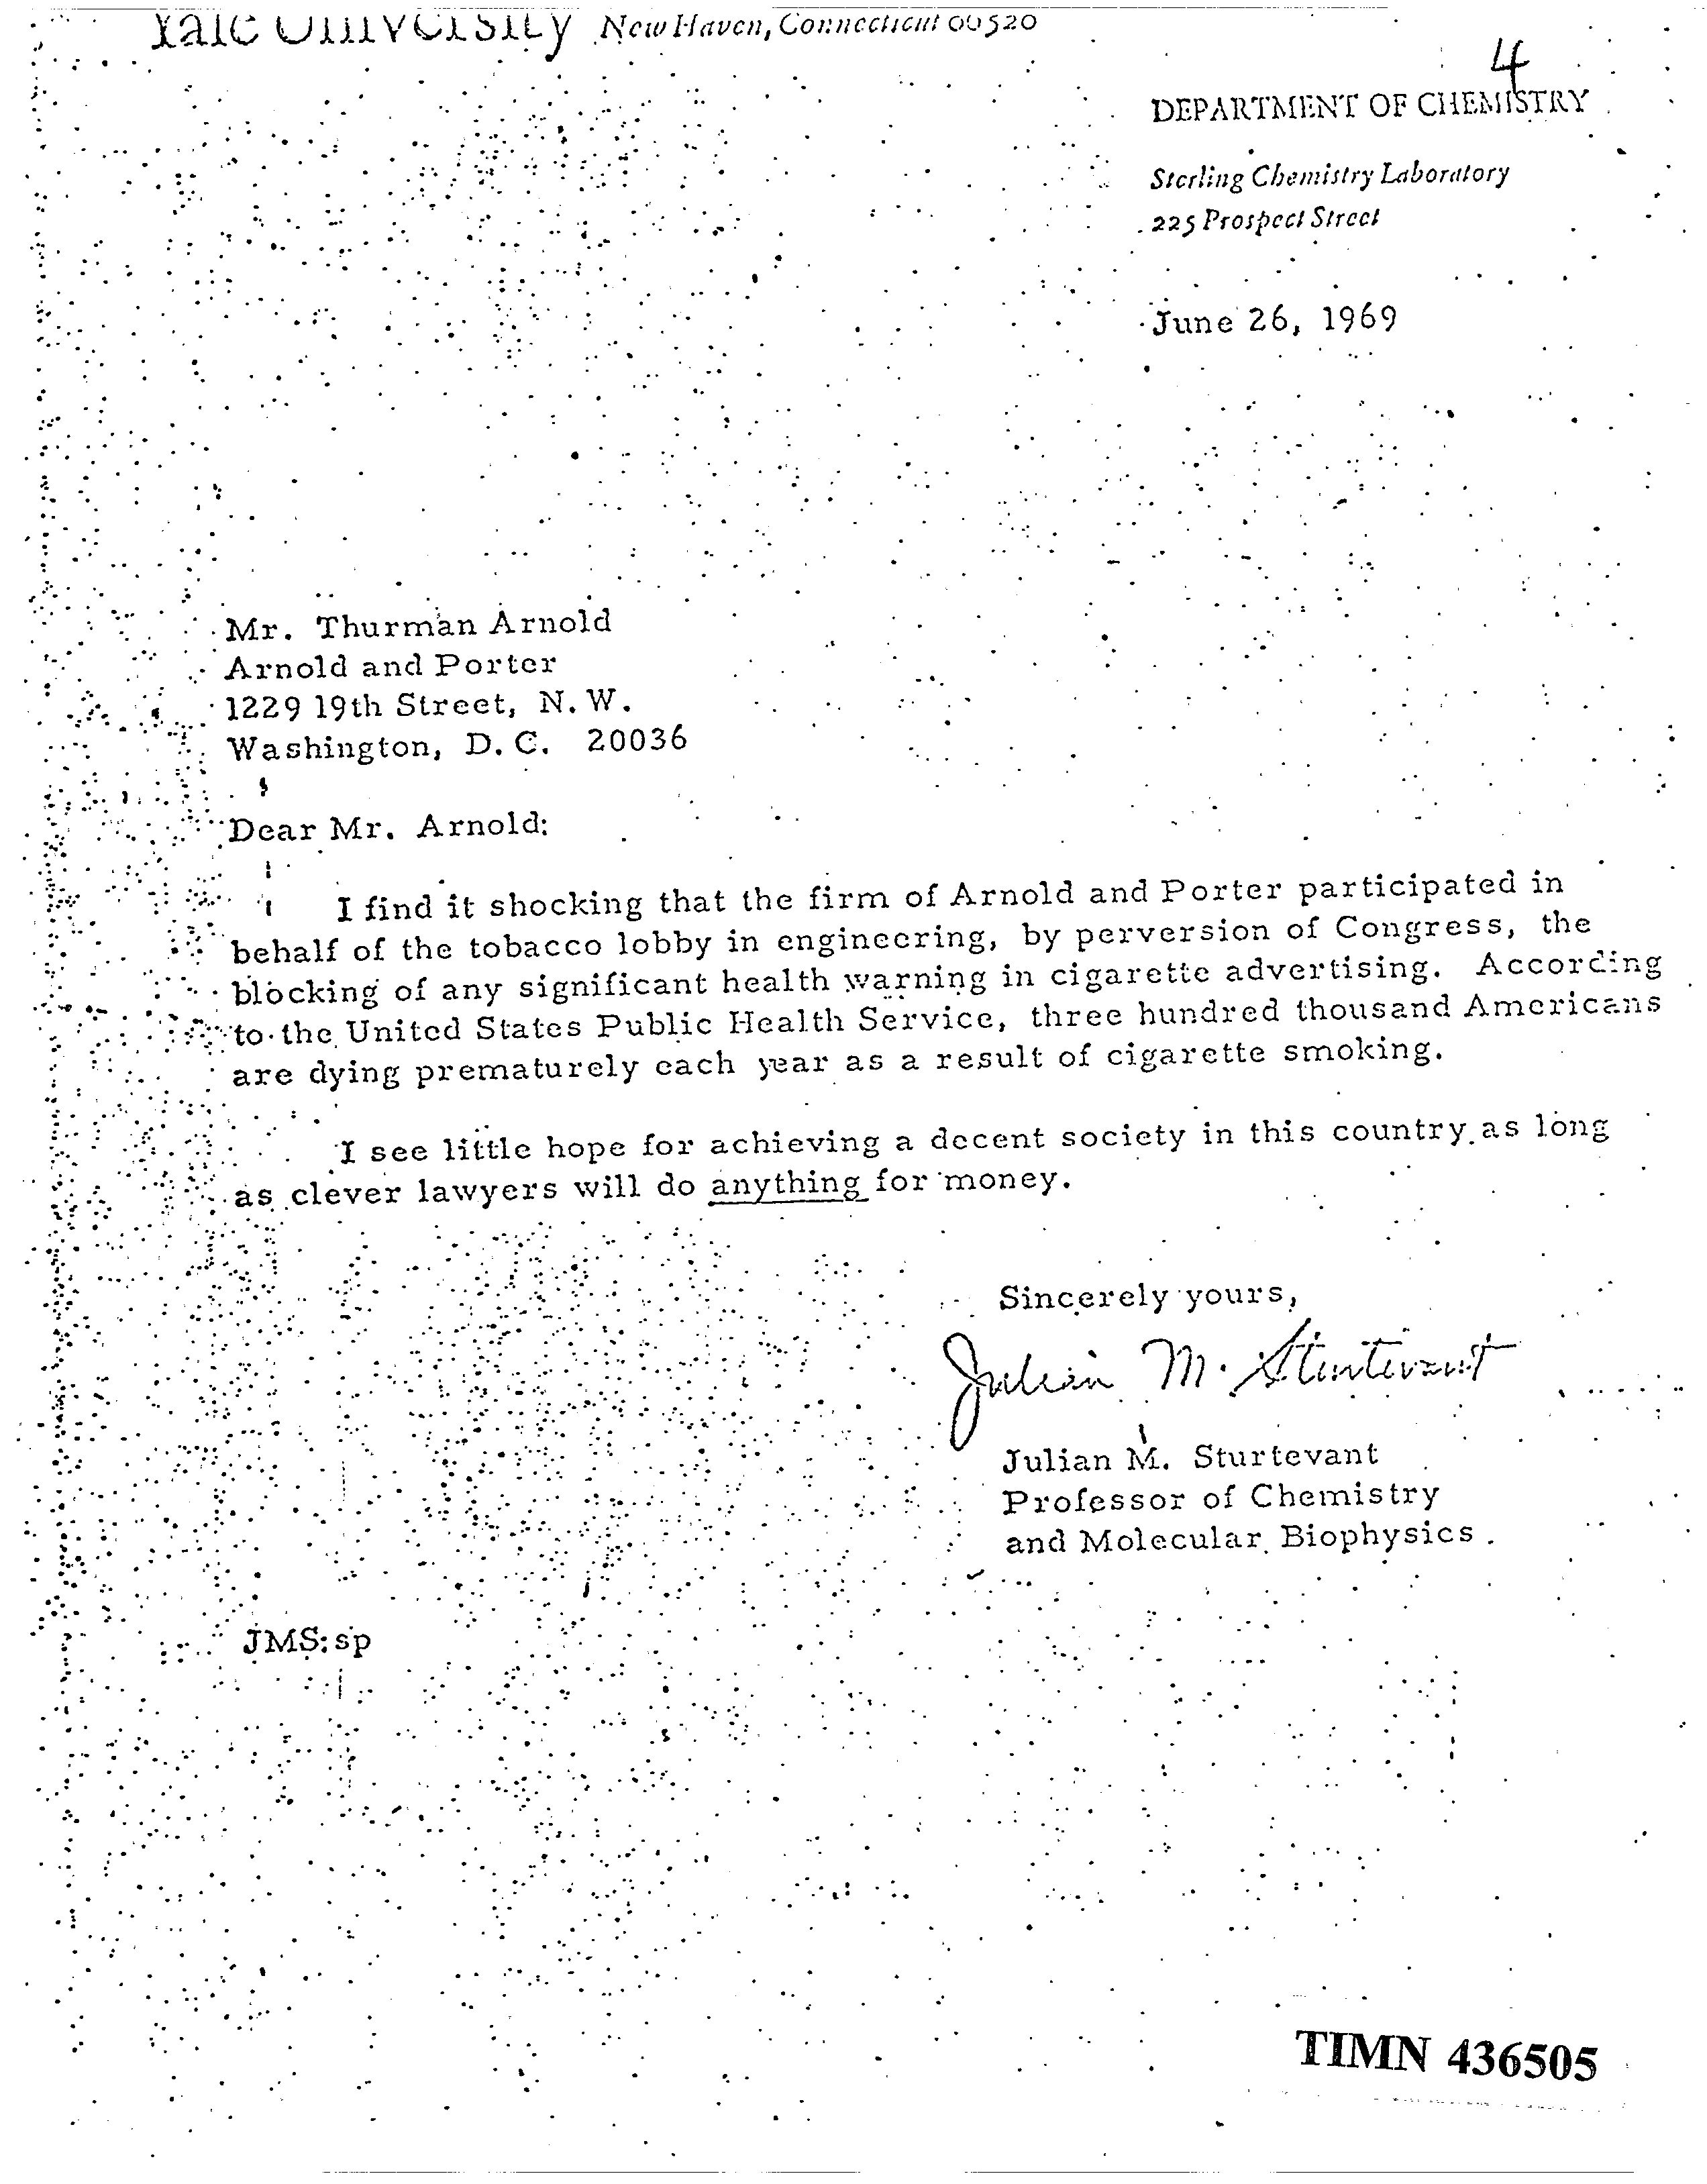 Yale University New Haven, Connecticut 06520
4
DEPARTMENT OF CHEMISTRY
Sterling Chemistry Laboratory
225 Prospect Street
June 26, 1969
Mr. Thurman Arnold
Arnold and Porter
1229 19th Street, N.W.
Washington, D.C. 20036
Dear Mr. Arnold:
I find it shocking that the firm of Arnold and Porter participated in
behalf of the tobacco lobby in engineering, by perversion of Congress, the
blocking of any significant health warning in cigarette advertising. According
to the United States Public Health Service, three hundred thousand Americans
are dying prematurely each year as a result of cigarette smoking.
I see little hope for achieving a decent society in this country as long
as clever lawyers will do anything for money.
Sincerely yours,
Julian M. Sturtevant
Julian M. Sturtevant
Professor of Chemistry
and Molecular Biophysics
JMS:sp
TIMN 436505